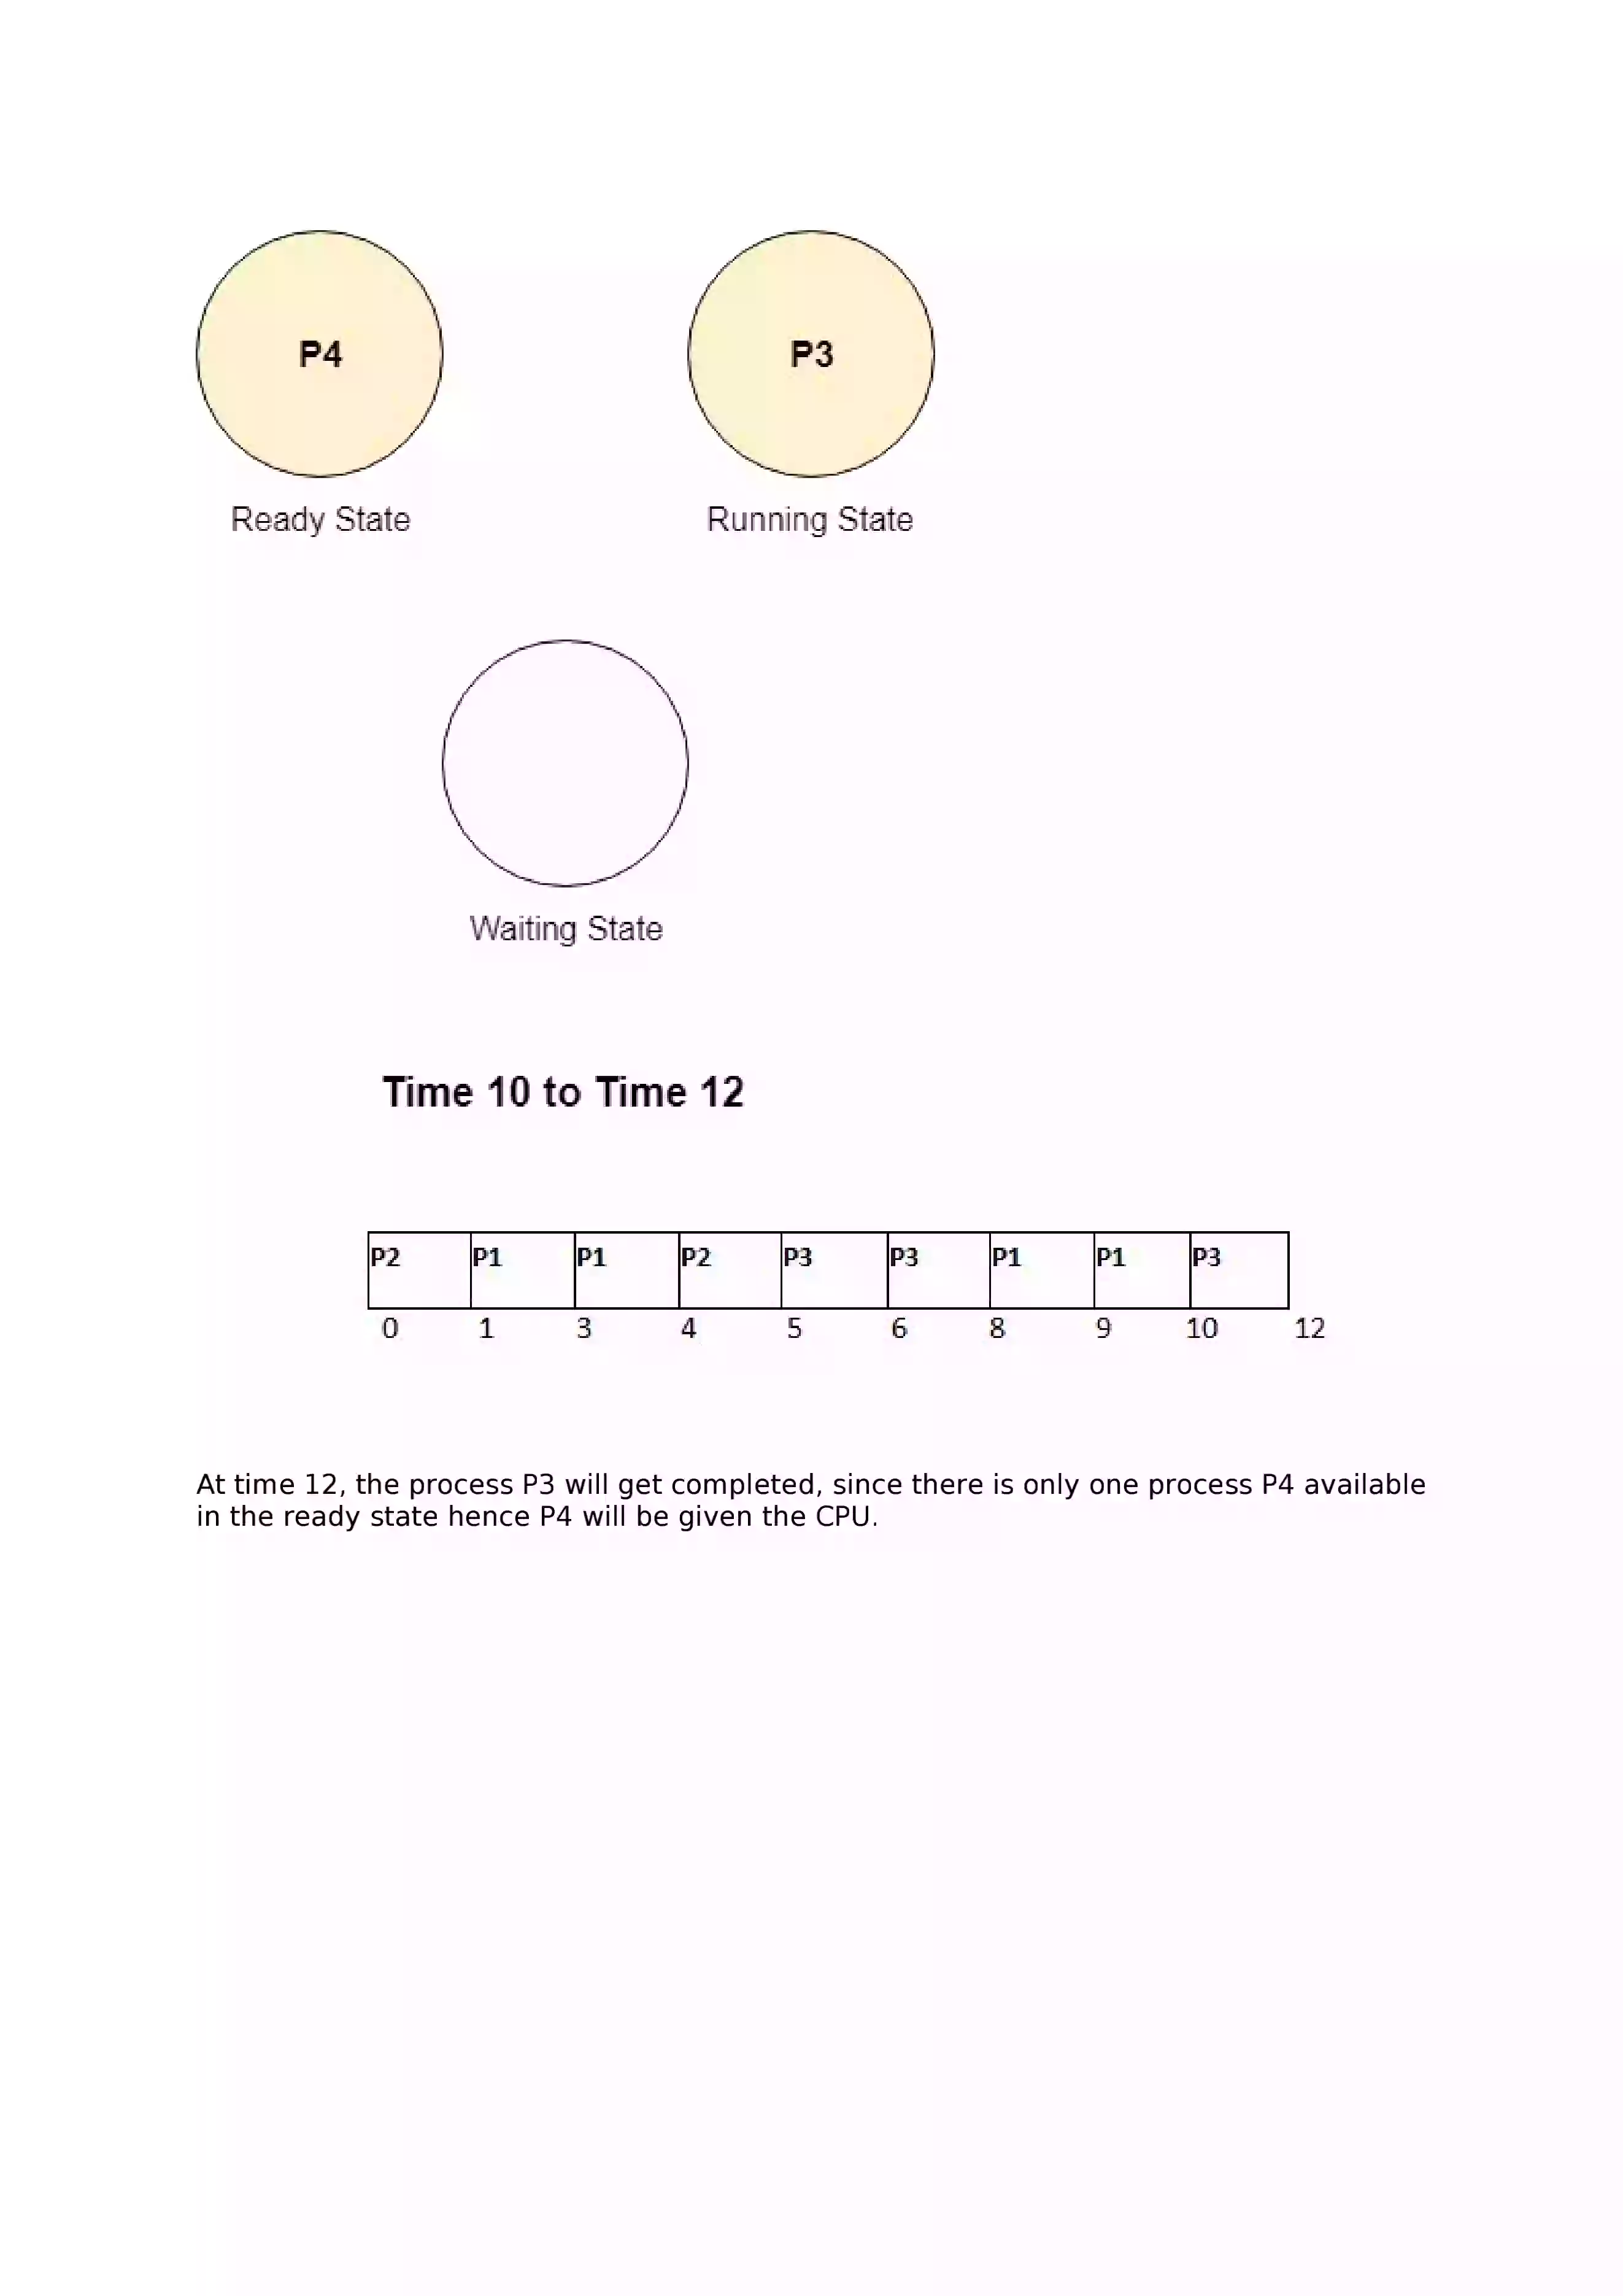 P4
P3
Ready State
Running State
Waiting State
Time 10 to Time 12
P2 P1 P1 P2 P3 P3 P1 P1 P3
0 1 3 4 5 6 8 9 10 12
At time 12, the process P3 will get completed, since there is only one process P4 available
in the ready state hence P4 will be given the CPU.